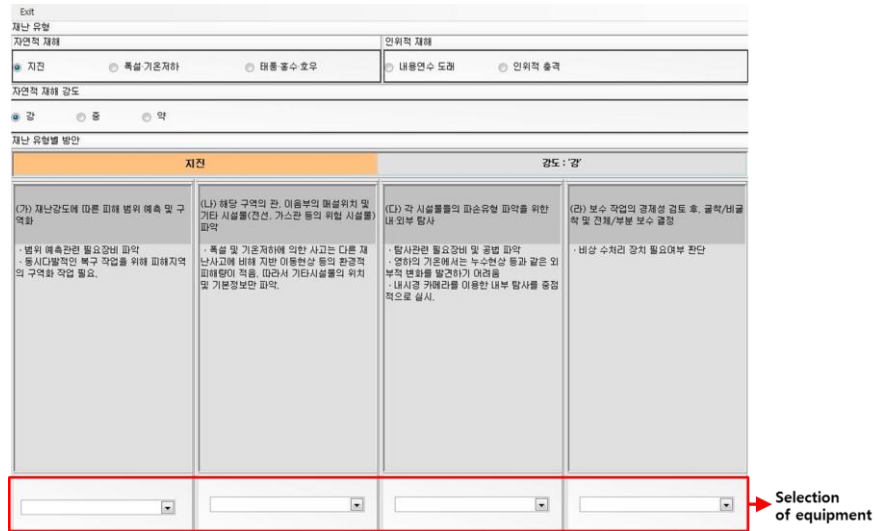 Exit
재난 유형
자연적 재해
인위적 재해
지진
폭설·기온저하
태풍·홍수·호우
내용연수 도래
인위적 충격
자연적 재해 강도
강
중
약
재난 유형별 방안
지진
강도 : '강'
(가) 재난강도에 따른 피해 범위 예측 및 구
역화
· 범위 예측관련 필요장비 파악
· 동시다발적인 복구 작업을 위해 피해지역
의 구역화 작업 필요.
(나) 해당 구역의 관, 이음부의 매설위치 및
기타 시설물(전선, 가스관 등의 위험 시설물)
파악
· 폭설 및 기온저하에 의한 사고는 다른 재
난사고에 비해 지반 이동현상 등의 환경적
피해량이 적음. 따라서 기타시설물의 위치
및 기본정보만 파악.
(다) 각 시설물들의 파손유형 파악을 위한
내·외부 탐사
· 탐사관련 필요장비 및 공법 파악
· 영하의 기온에서는 누수현상 등과 같은 외
부적 변화를 발견하기 어려움
· 내시경 카메라를 이용한 내부 탐사를 중점
적으로 실시.
(라) 보수 작업의 경제성 검토 후, 굴착/비굴
착 및 전체/부분 보수 결정
· 비상 수처리 장치 필요여부 판단
Selection
of equipment